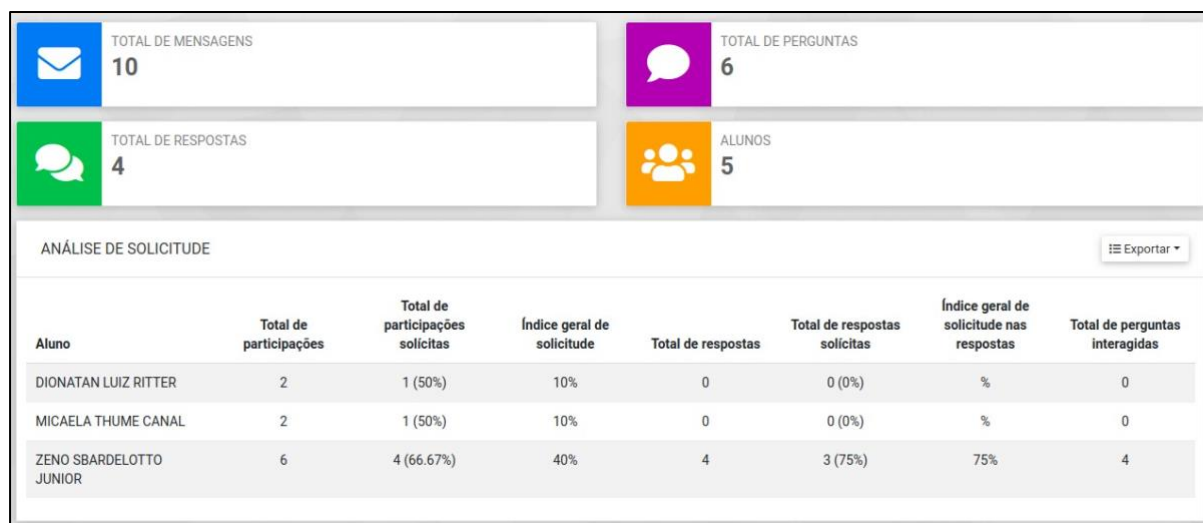 TOTAL DE MENSAGENS
10
TOTAL DE PERGUNTAS
6
TOTAL DE RESPOSTAS
4
ALUNOS
5
ANÁLISE DE SOLICITUDE
Exportar
Aluno Total de participações Total de participações solícitas Índice geral de solicitude Total de respostas Total de respostas solícitas Índice geral de solicitude nas respostas Total de perguntas interagidas
DIONATAN LUIZ RITTER 2 1 (50%) 10% 0 0 (0%) % 0
MICAELA THUME CANAL 2 1 (50%) 10% 0 0 (0%) % 0
ZENO SBARDELOTTO JUNIOR 6 4 (66.67%) 40% 4 3 (75%) 75% 4